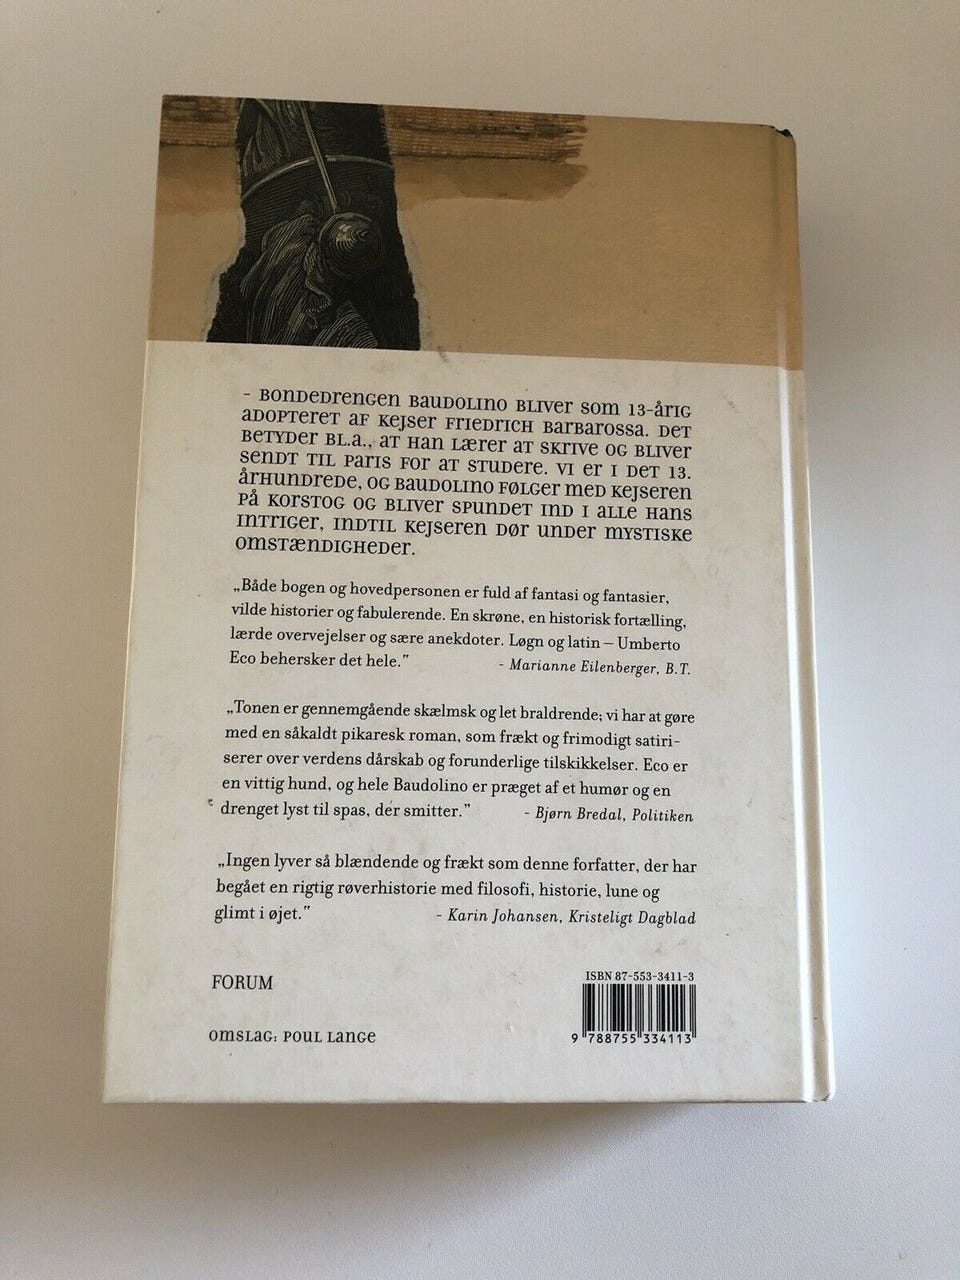 - Bondedrengen Baudolino bliver som 13-årig
adopteret af kejser Friedrich Barbarossa. Det
betyder bl.a., at han lærer at skrive og bliver
sendt til Paris for at studere. Vi er i det 13.
århundrede, og Baudolino følger med kejseren
på korstog og bliver spundet ind i alle hans
intriger, indtil kejseren dør under mystiske
omstændigheder.
„Både bogen og hovedpersonen er fuld af fantasi og fantasier,
vilde historier og fabulerende. En skrøne, en historisk fortælling,
lærde overvejelser og sære anekdoter. Løgn og latin – Umberto
Eco behersker det hele."
- Marianne Eilenberger, B.T.
„Tonen er gennemgående skælmsk og let braldrende; vi har at gøre
med en såkaldt pikaresk roman, som frækt og frimodigt satiri-
serer over verdens dårskab og forunderlige tilskikkelser. Eco er
en vittig hund, og hele Baudolino er præget af et humør og en
drenget lyst til spas, der smitter."
- Bjørn Bredal, Politiken
„Ingen lyver så blændende og frækt som denne forfatter, der har
begået en rigtig røverhistorie med filosofi, historie, lune og
glimt i øjet."
- Karin Johansen, Kristeligt Dagblad
FORUM
ISBN 87-553-3411-3
omslag: Poul Lange
9 788755 334113